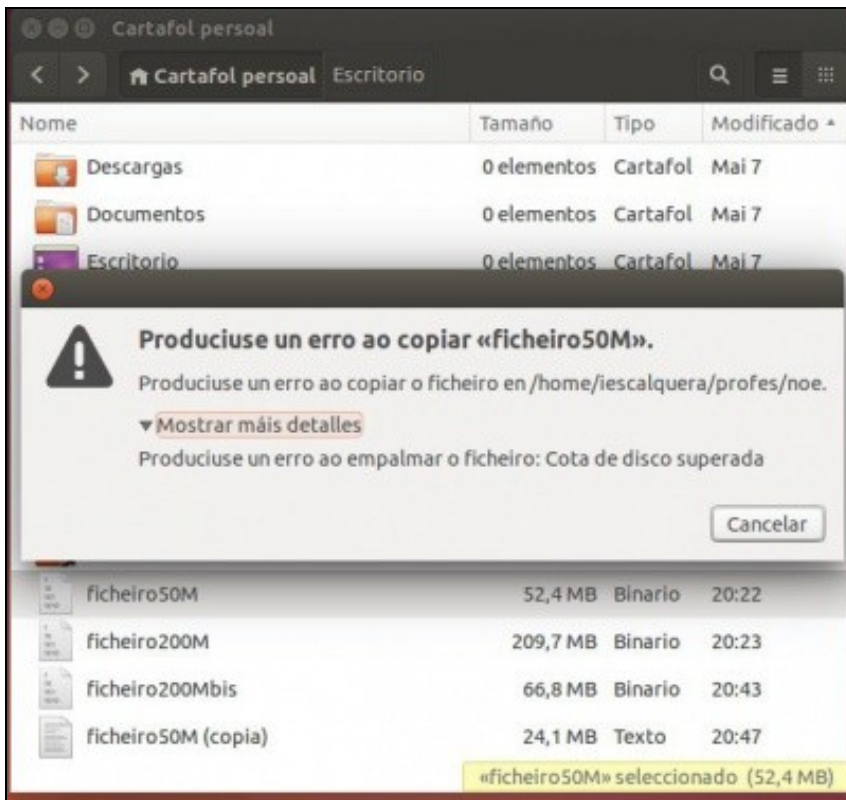 Cartafol persoal
Cartafol persoal Escritorio
Nome Tamaño Tipo Modificado
Descargas 0 elementos Cartafol Mai 7
Documentos 0 elementos Cartafol Mai 7
Escritorio 0 elementos Cartafol Mai 7
Produciuse un erro ao copiar «ficheiro50M».
Produciuse un erro ao copiar o ficheiro en /home/iescalquera/profes/noe.
Mostrar máis detalles
Produciuse un erro ao empalmar o ficheiro: Cota de disco superada
Cancelar
ficheiro50M 52,4 MB Binario 20:22
ficheiro200M 209,7 MB Binario 20:23
ficheiro200Mbis 66,8 MB Binario 20:43
ficheiro50M (copia) 24,1 MB Texto 20:47
«ficheiro50M» seleccionado (52,4 MB)